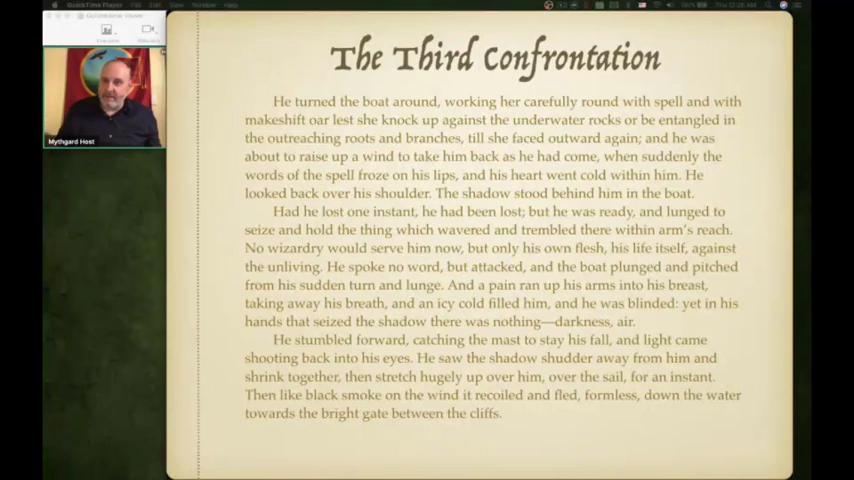 QuickTime Player
File
Edit
View
Window
Help
Thu 12:26 AM
Mythgard Host
The Third Confrontation
He turned the boat around, working her carefully round with spell and with
makeshift oar lest she knock up against the underwater rocks or be entangled in
the outreaching roots and branches, till she faced outward again; and he was
about to raise up a wind to take him back as he had come, when suddenly the
words of the spell froze on his lips, and his heart went cold within him. He
looked back over his shoulder. The shadow stood behind him in the boat.
Had he lost one instant, he had been lost; but he was ready, and lunged to
seize and hold the thing which wavered and trembled there within arm's reach.
No wizardry would serve him now, but only his own flesh, his life itself, against
the unliving. He spoke no word, but attacked, and the boat plunged and pitched
from his sudden turn and lunge. And a pain ran up his arms into his breast,
taking away his breath, and an icy cold filled him, and he was blinded: yet in his
hands that seized the shadow there was nothing—darkness, air.
He stumbled forward, catching the mast to stay his fall, and light came
shooting back into his eyes. He saw the shadow shudder away from him and
shrink together, then stretch hugely up over him, over the sail, for an instant.
Then like black smoke on the wind it recoiled and fled, formless, down the water
towards the bright gate between the cliffs.